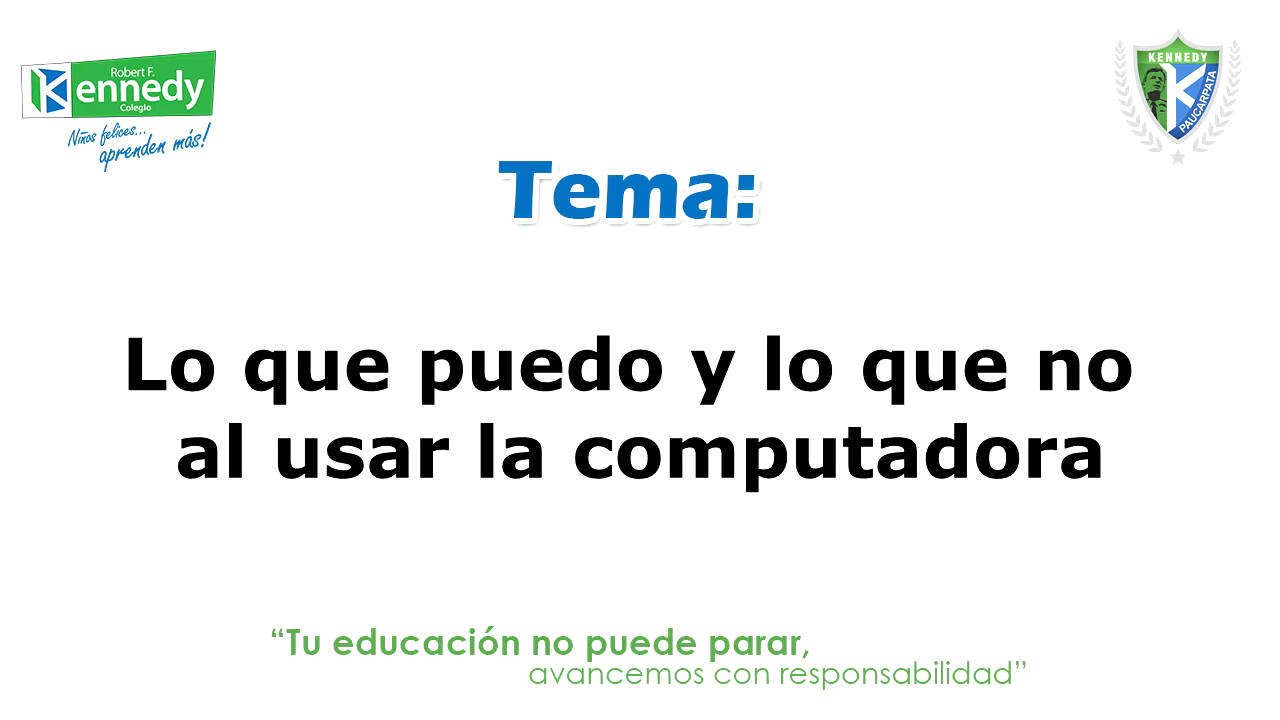 Robert F.
Kennedy
Colegio
Niños felices...
aprenden más!
KENNEDY
PAUCARPATA
Tema:
Lo que puedo y lo que no
al usar la computadora
“Tu educación no puede parar,
avancemos con responsabilidad”